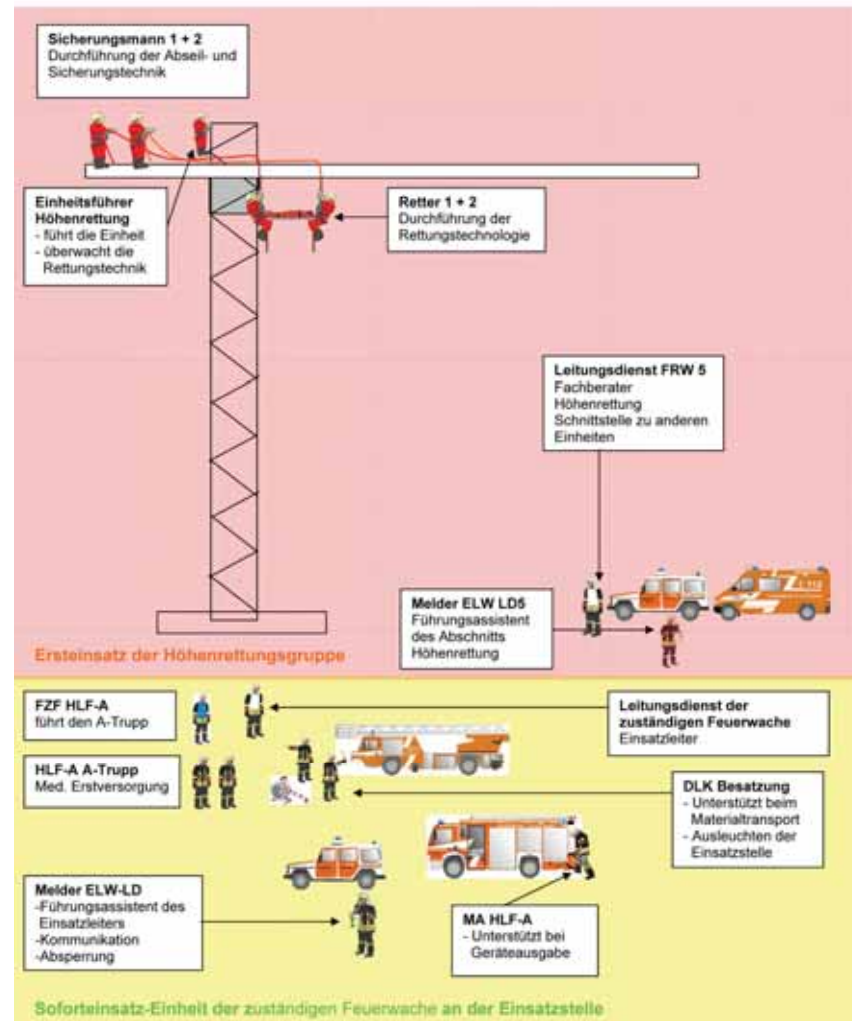 Sicherungsmann 1 + 2
Durchführung der Abseil- und
Sicherungstechnik
Einheitsführer
Höhenrettung
- führt die Einheit
- überwacht die
Rettungstechnik
Retter 1 + 2
Durchführung der
Rettungstechnologie
Leitungsdienst FRW 5
Fachberater
Höhenrettung
Schnittstelle zu anderen
Einheiten
112
Melder ELW LD5
Führungsassistent
des Abschnitts
Höhenrettung
Ersteinsatz der Höhenrettungsgruppe
FZF HLF-A
führt den A-Trupp
Leitungsdienst der
zuständigen Feuerwache
Einsatzleiter
HLF-A A-Trupp
Med. Erstversorgung
DLK Besatzung
- Unterstützt beim
Materialtransport
- Ausleuchten der
Einsatzstelle
Melder ELW-LD
-Führungsassistent des
Einsatzleiters
-Kommunikation
-Absperrung
MA HLF-A
- Unterstützt bei
Geräteausgabe
Soforteinsatz-Einheit der zuständigen Feuerwache an der Einsatzstelle